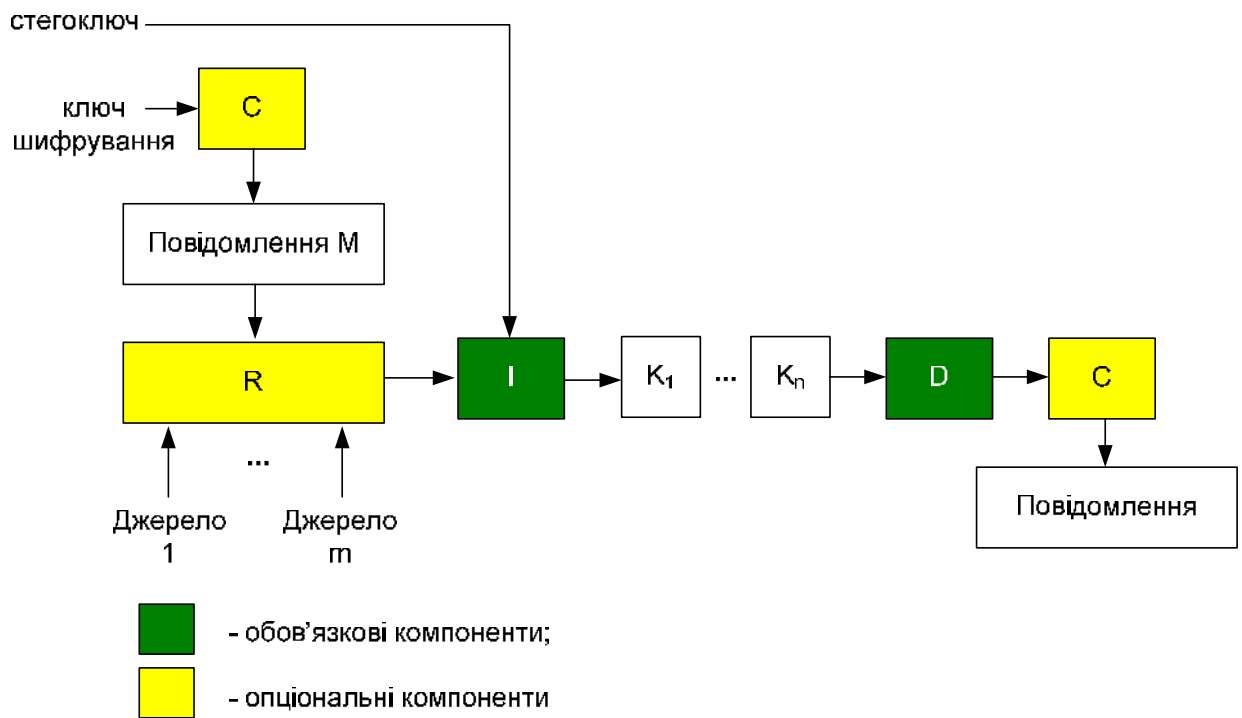 стегоключ
C
ключ
шифрування
Повідомлення М
R
I
K₁ ... Kₙ
D
C
...
Джерело
1
Джерело
m
Повідомлення
- обов’язкові компоненти;
- опціональні компоненти